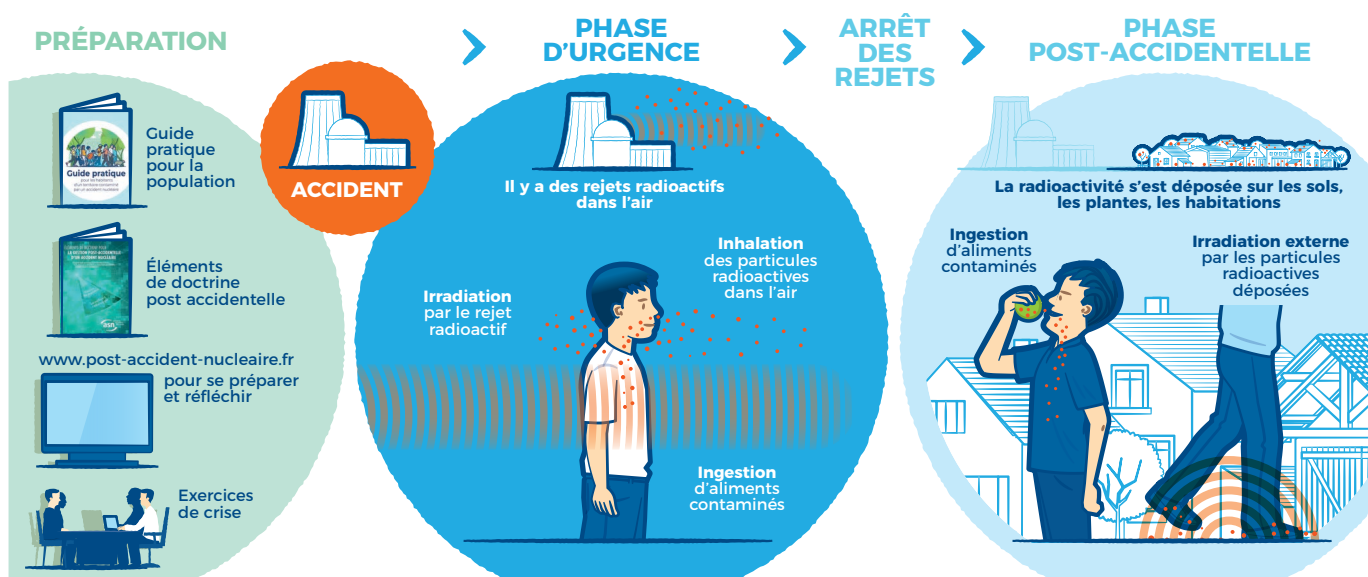 PRÉPARATION
Guide
pratique
pour la
population
Guide pratique
Éléments
de doctrine
post accidentelle
asn
www.post-accident-nucleaire.fr
pour se préparer
et réfléchir
Exercices
de crise
ACCIDENT
PHASE
D'URGENCE
Il y a des rejets radioactifs
dans l'air
Irradiation
par le rejet
radioactif
Inhalation
des particules
radioactives
dans l'air
Ingestion
d'aliments
contaminés
ARRÊT
DES
REJETS
PHASE
POST-ACCIDENTELLE
La radioactivité s'est déposée sur les sols,
les plantes, les habitations
Ingestion
d'aliments
contaminés
Irradiation externe
par les particules
radioactives
déposées